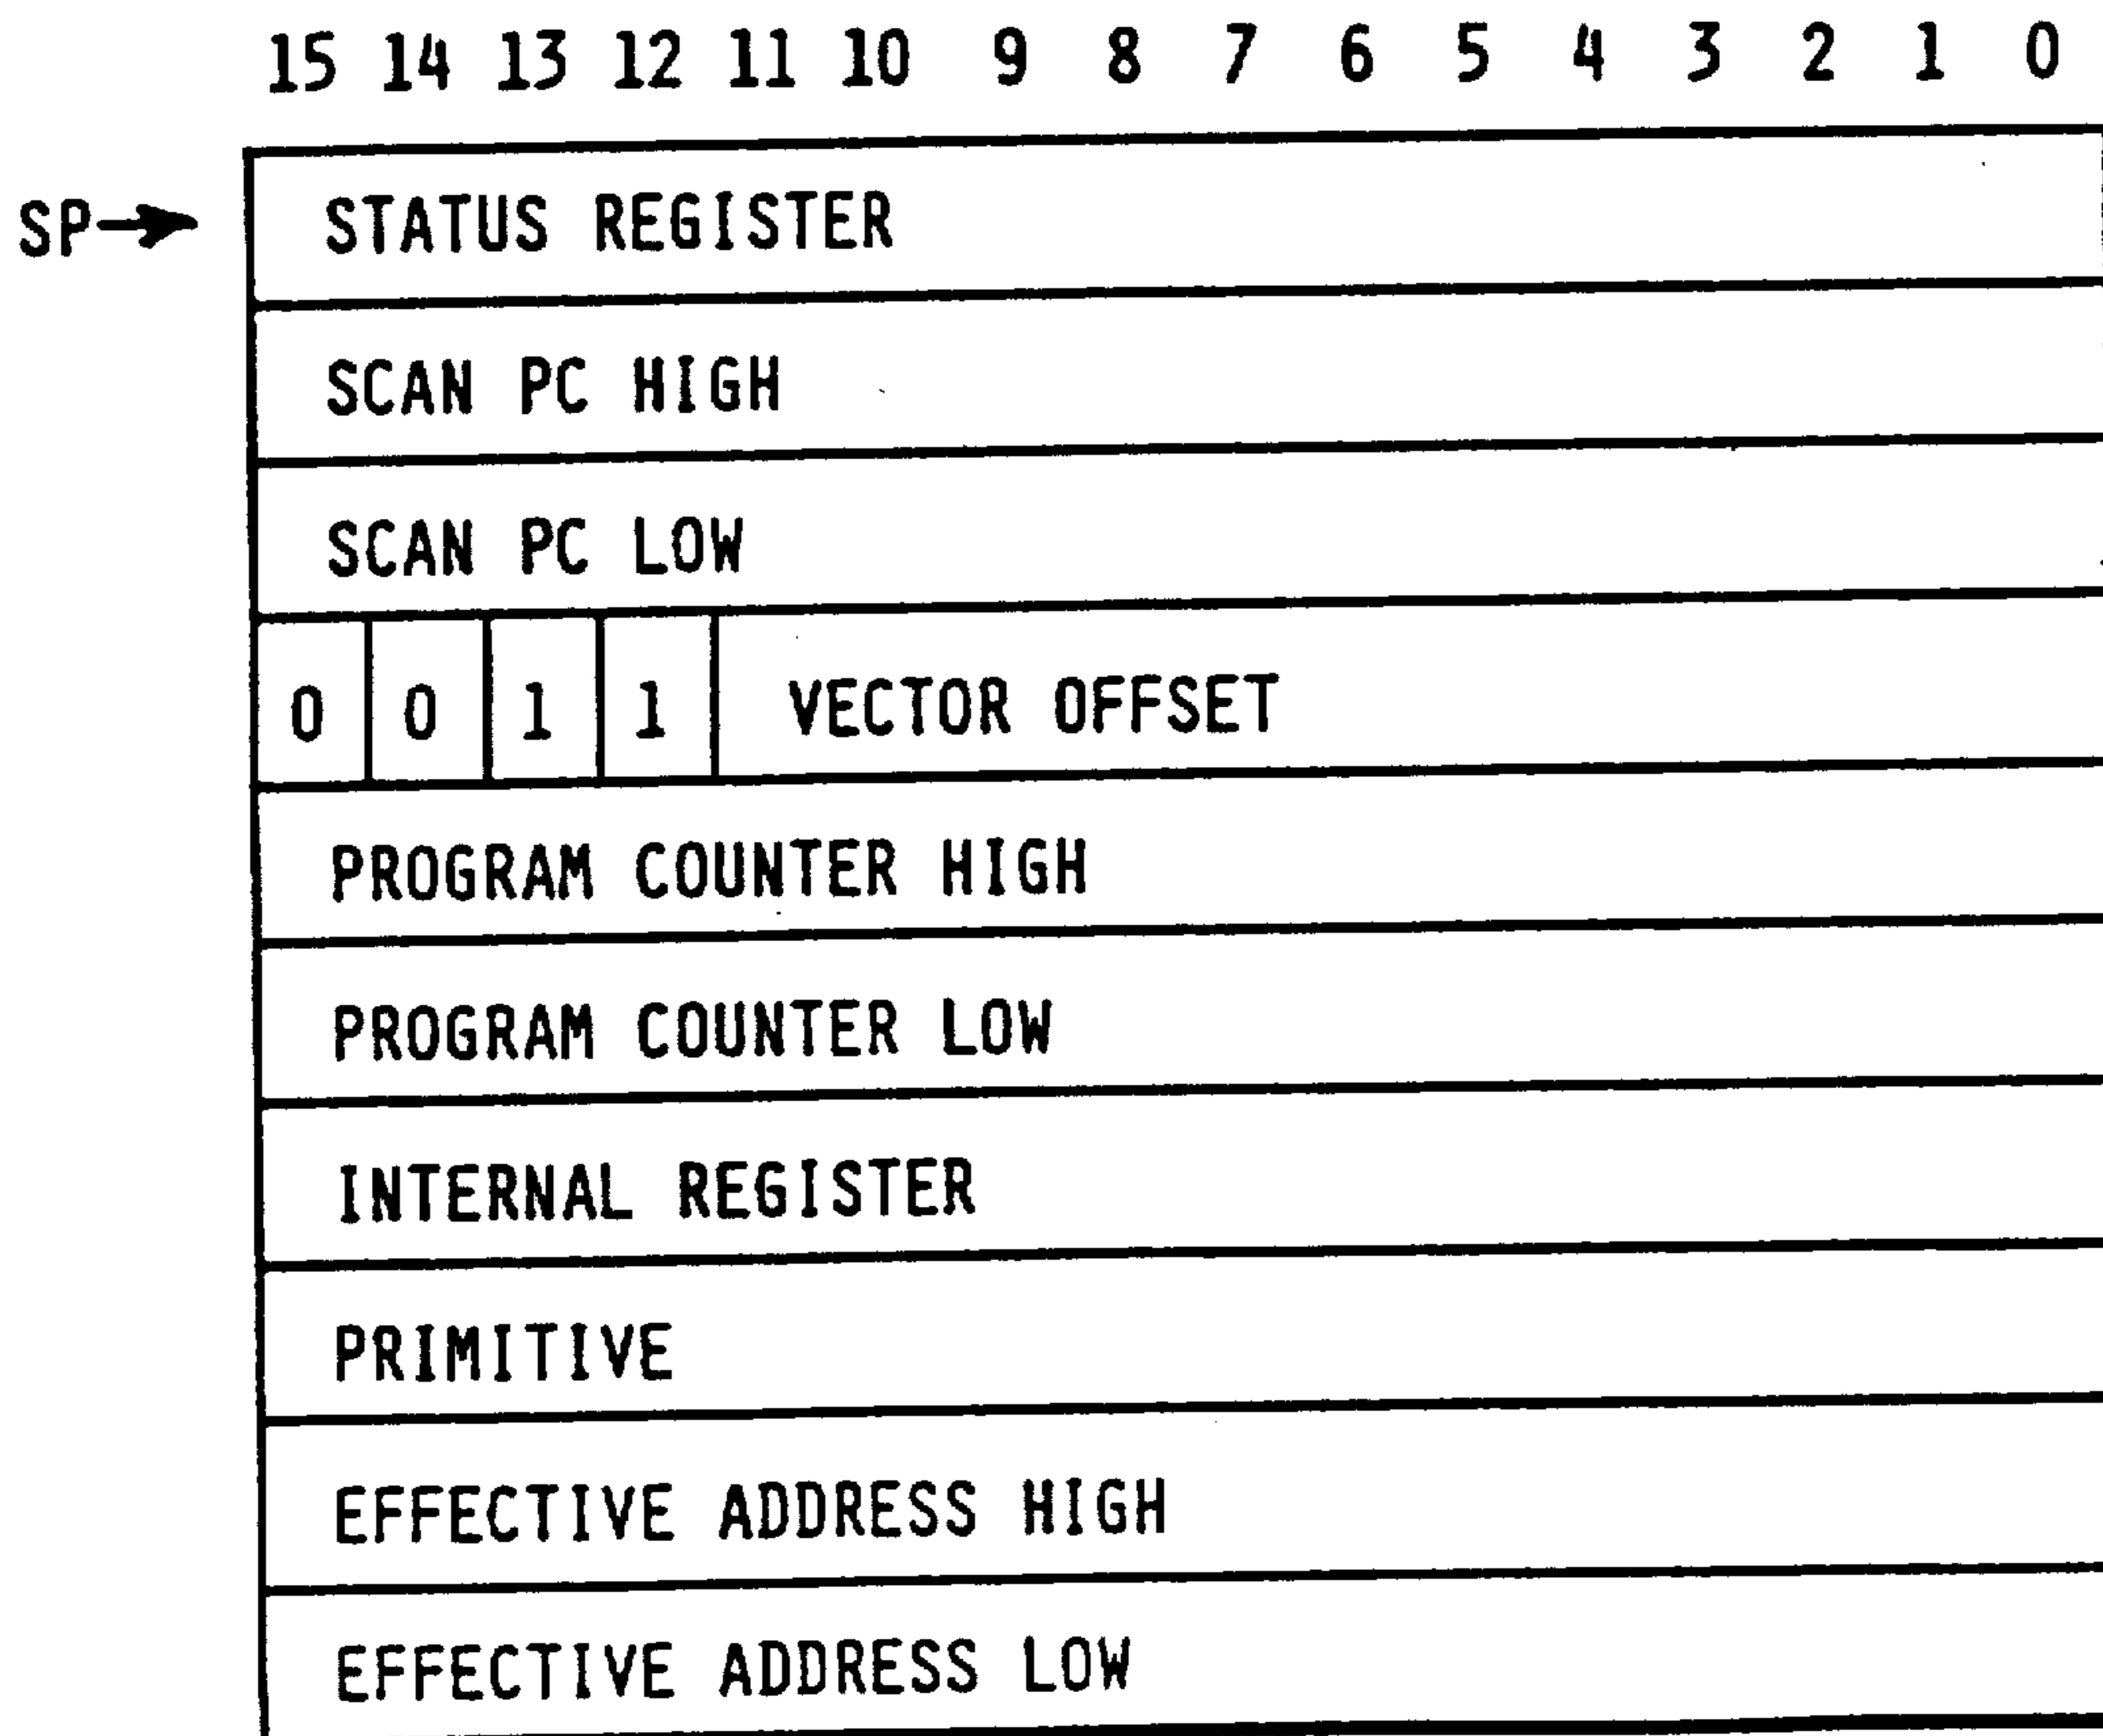 15 14 13 12 11 10 9 8 7 6 5 4 3 2 1 0
SP
STATUS REGISTER
SCAN PC HIGH
SCAN PC LOW
0 0 1 1 VECTOR OFFSET
PROGRAM COUNTER HIGH
PROGRAM COUNTER LOW
INTERNAL REGISTER
PRIMITIVE
EFFECTIVE ADDRESS HIGH
EFFECTIVE ADDRESS LOW